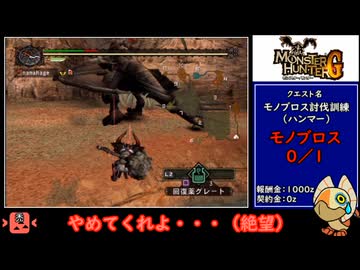 namahage
L2
回復薬グレート
MONSTER HUNTER G
クエスト名
モノブロス討伐訓練
（ハンマー）
モノブロス
0／1
報酬金：1000z
契約金：0z
やめてくれよ・・・（絶望）